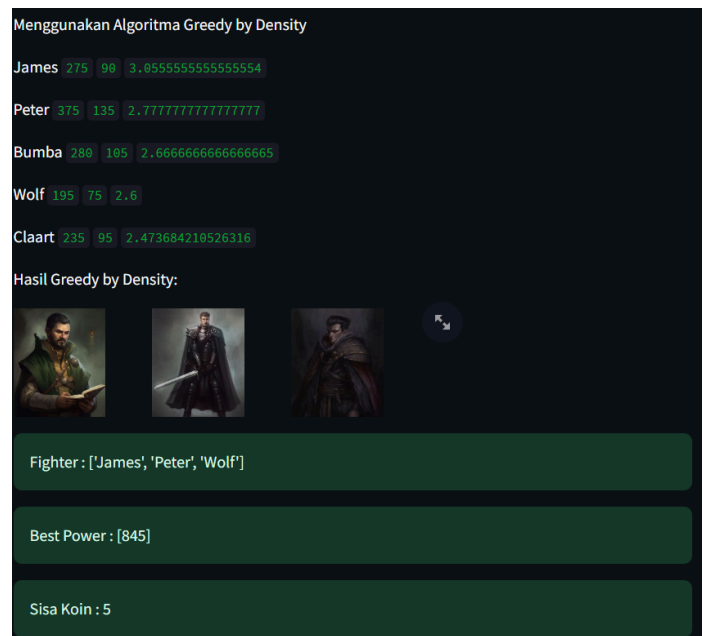 Menggunakan Algoritma Greedy by Density
James 275 90 3.0555555555555554
Peter 375 135 2.7777777777777777
Bumba 280 105 2.6666666666666665
Wolf 195 75 2.6
Claart 235 95 2.473684210526316
Hasil Greedy by Density:
Fighter : ['James', 'Peter', 'Wolf']
Best Power : [845]
Sisa Koin : 5